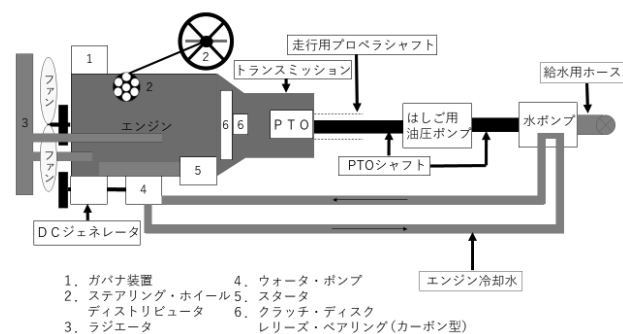 1
2
2
走行用プロペラシャフト
トランスミッション
給水用ホース
ファン
エンジン
3
6
6
PTO
はしご用
油圧ポンプ
水ポンプ
ファン
5
PTOシャフト
4
DCジェネレータ
エンジン冷却水
1．ガバナ装置
2．ステアリング・ホイール
ディストリビュータ
3．ラジエータ
4．ウォータ・ポンプ
5．スタータ
6．クラッチ・ディスク
レリーズ・ベアリング(カーボン型)